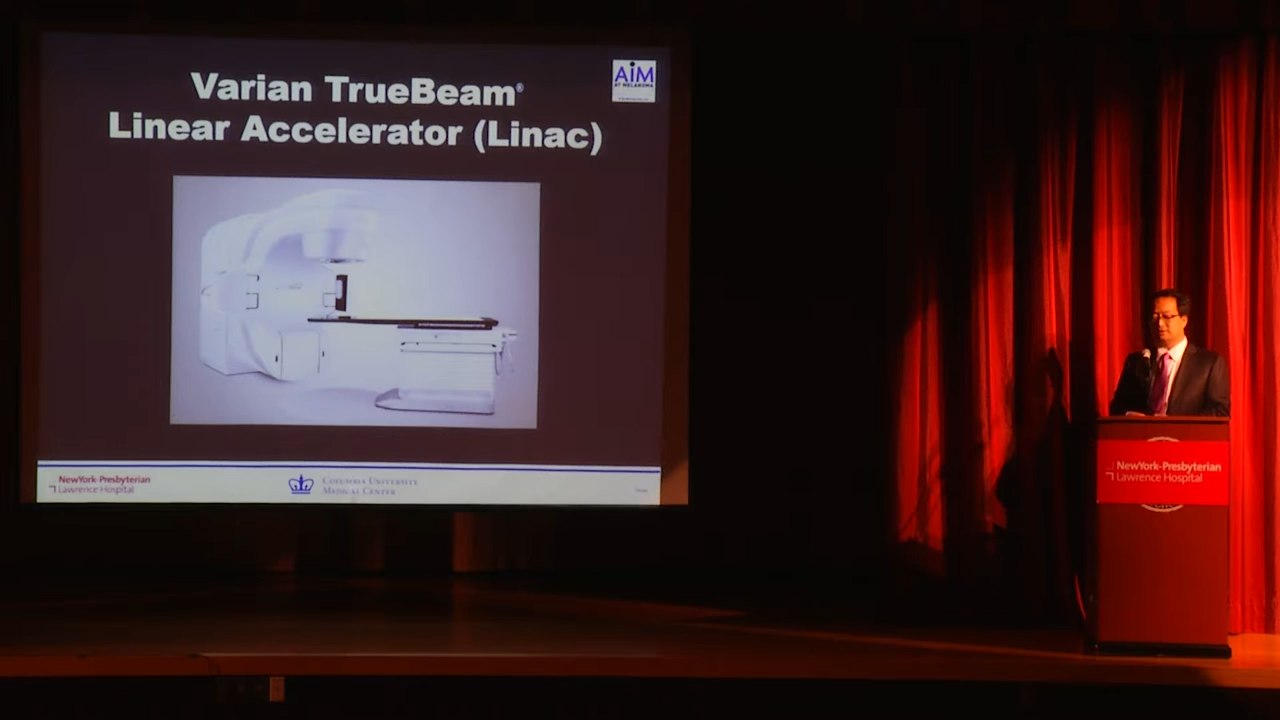 Varian TrueBeam®
Linear Accelerator (Linac)
AiM
AT MELANOMA
NewYork-Presbyterian
Lawrence Hospital
COLUMBIA UNIVERSITY
MEDICAL CENTER
NewYork-Presbyterian
Lawrence Hospital